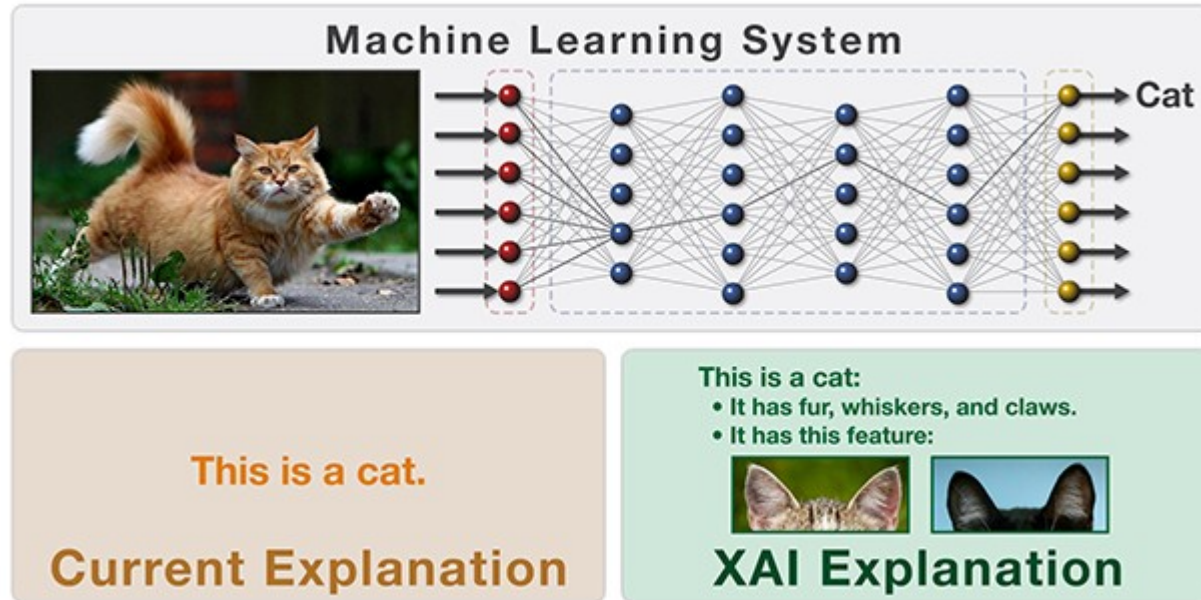 Machine Learning System
Cat
This is a cat.
Current Explanation
This is a cat:
• It has fur, whiskers, and claws.
• It has this feature:
XAI Explanation